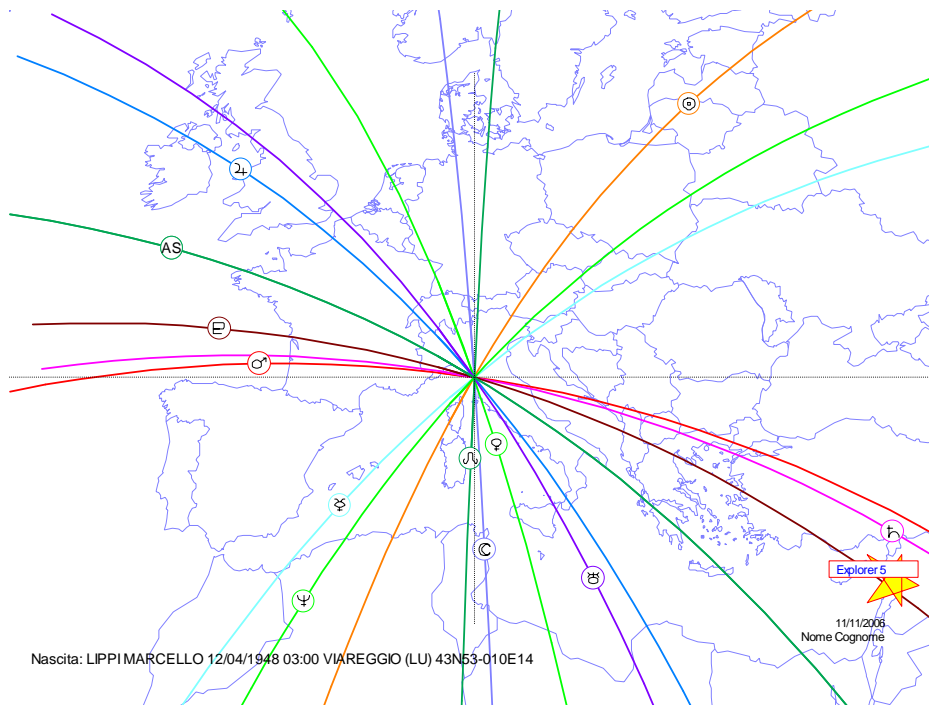 AS
Explorer 5
11/11/2006
Nome Cognome
Nascita: LIPPI MARCELLO 12/04/1948 03:00 VIAREGGIO (LU) 43N53-010E14